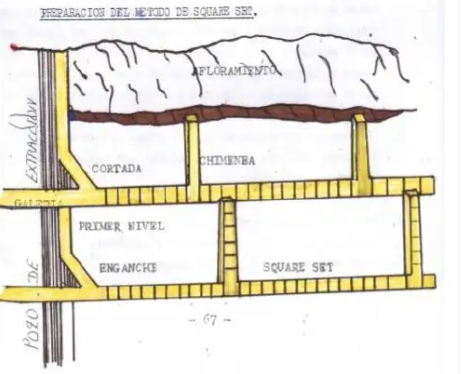 PREPARACION DEL METODO DE SQUARE SET.
AFLORAMIENTO
EXTRACCION
CHIMENEA
CORTADA
GALERIA
PRIMER NIVEL
ENGANCHE
SQUARE SET
POZO DE
- 67 -